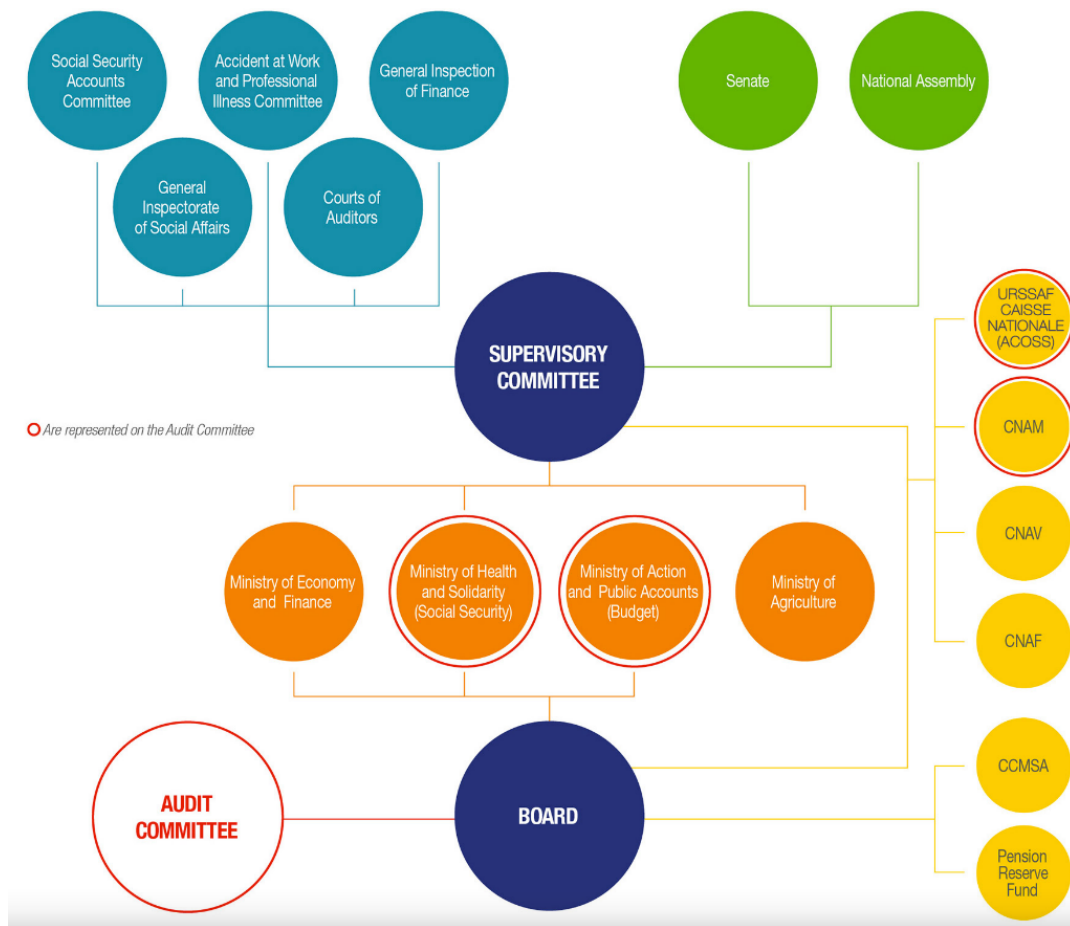 Social Security
Accounts
Committee
Accident at Work
and Professional
Illness Committee
General Inspection
of Finance
General
Inspectorate
of Social Affairs
Courts of
Auditors
Senate
National Assembly
SUPERVISORY
COMMITTEE
URSSAF
CAISSE
NATIONALE
(ACOSS)
CNAM
CNAV
CNAF
Are represented on the Audit Committee
Ministry of Economy
and Finance
Ministry of Health
and Solidarity
(Social Security)
Ministry of Action
and Public Accounts
(Budget)
Ministry of
Agriculture
AUDIT
COMMITTEE
BOARD
CCMSA
Pension
Reserve
Fund